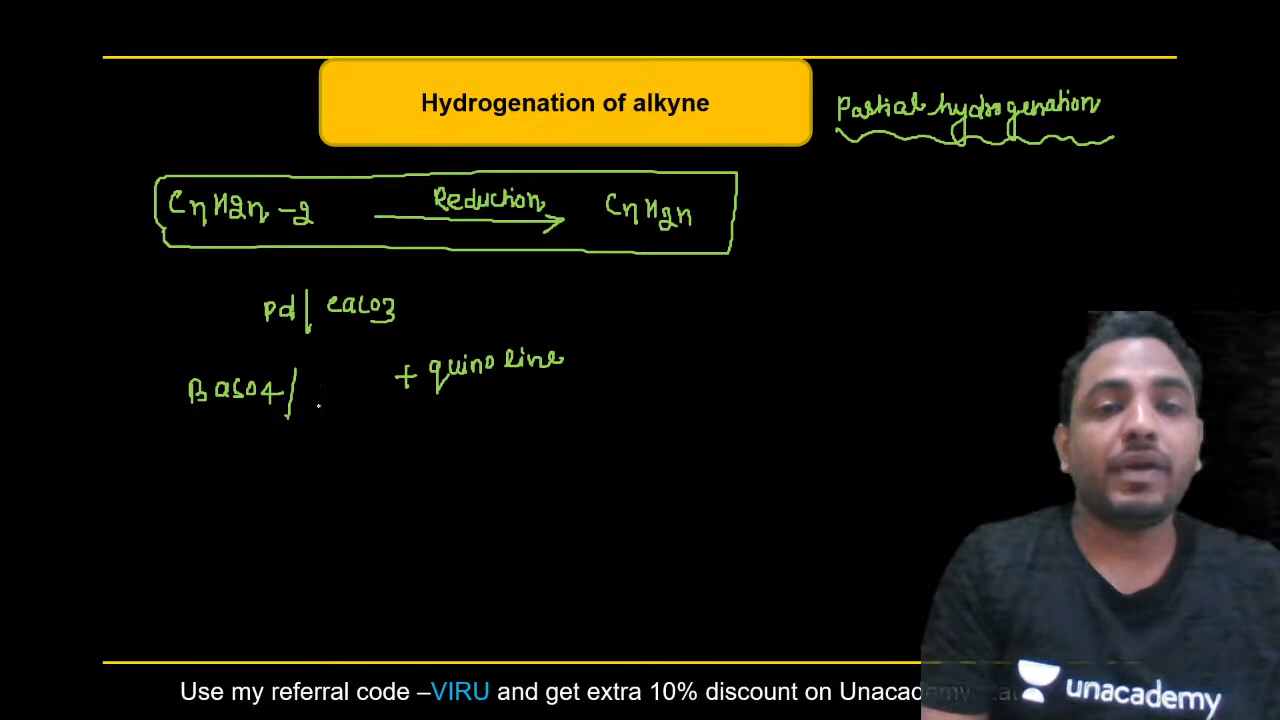 Hydrogenation of alkyne
Partial hydrogenation
CnH2n-2 Reduction CnH2n
Pd | CaCO3
+ quinoline
BaSO4/
Use my referral code –VIRU and get extra 10% discount on Unacademy
unacademy